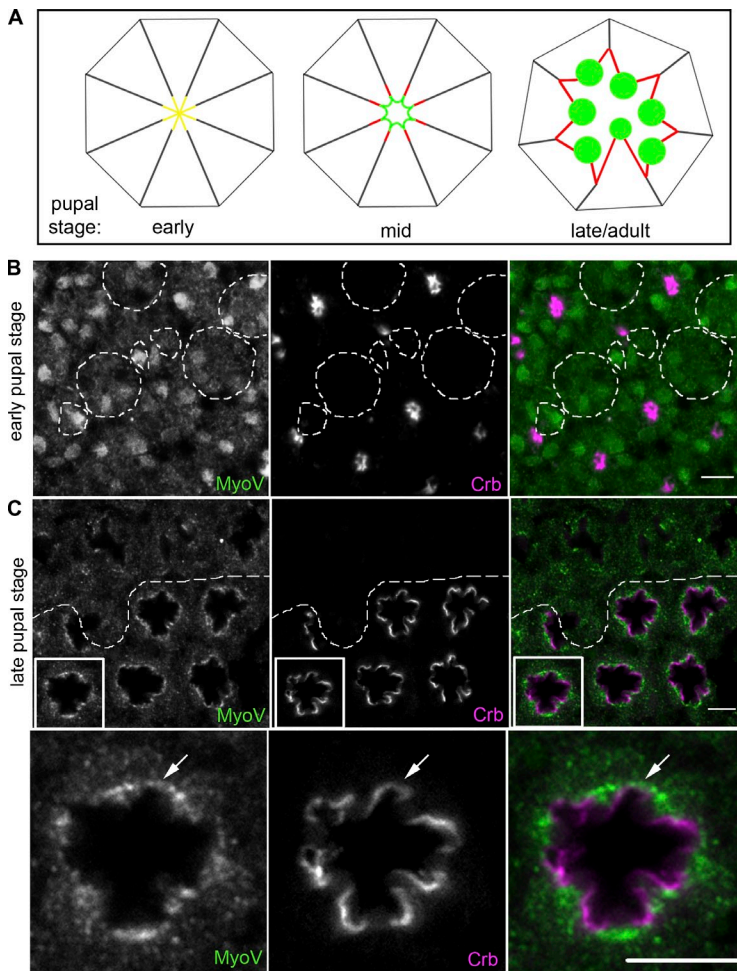 A
pupal
stage:
early
mid
late/adult
B
early pupal stage
MyoV
Crb
C
late pupal stage
MyoV
Crb
MyoV
Crb